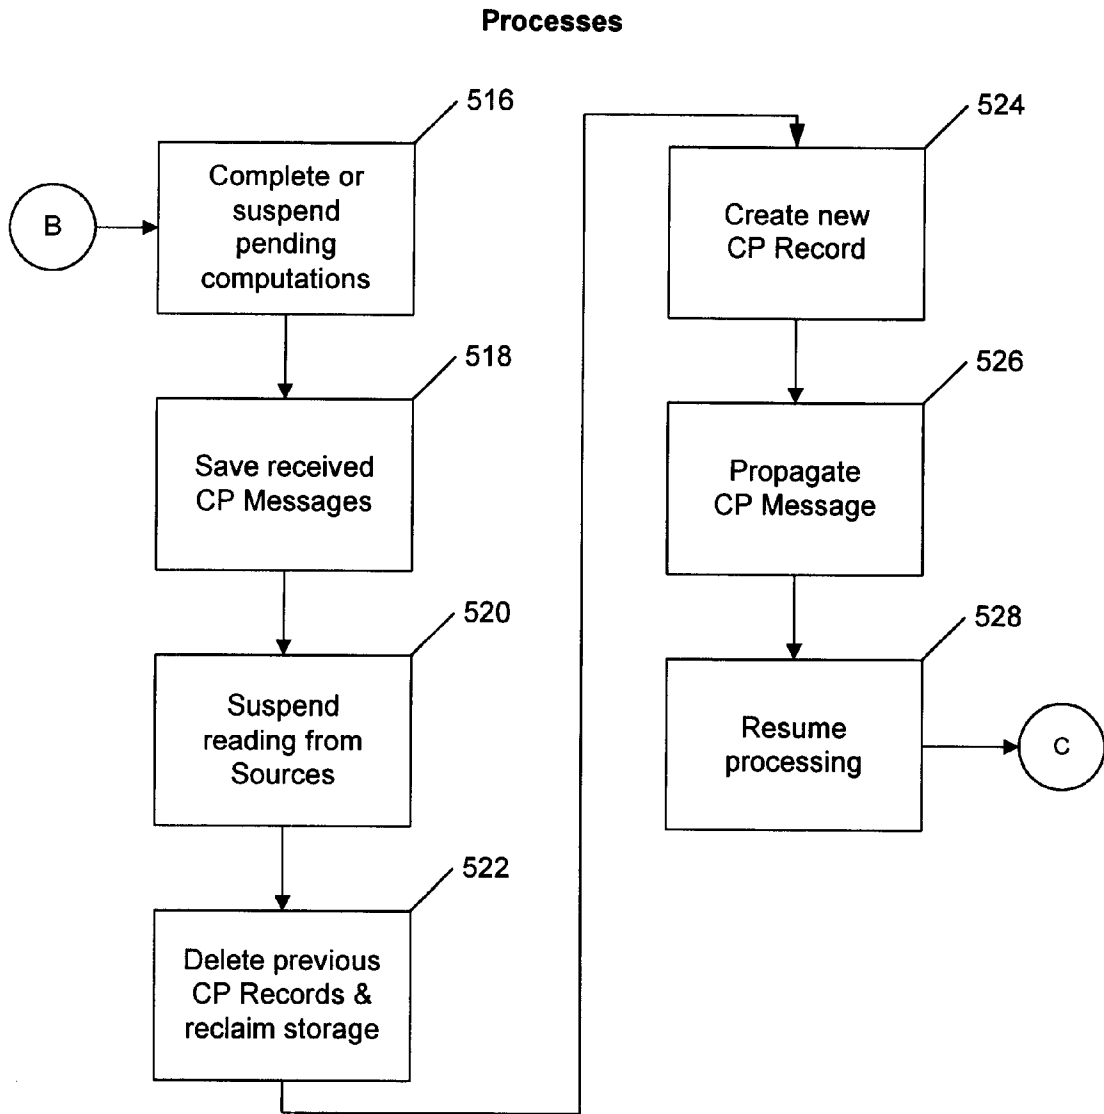 Processes
516
B
Complete or
suspend
pending
computations
518
Save received
CP Messages
520
Suspend
reading from
Sources
522
Delete previous
CP Records &
reclaim storage
524
Create new
CP Record
526
Propagate
CP Message
528
Resume
processing
C